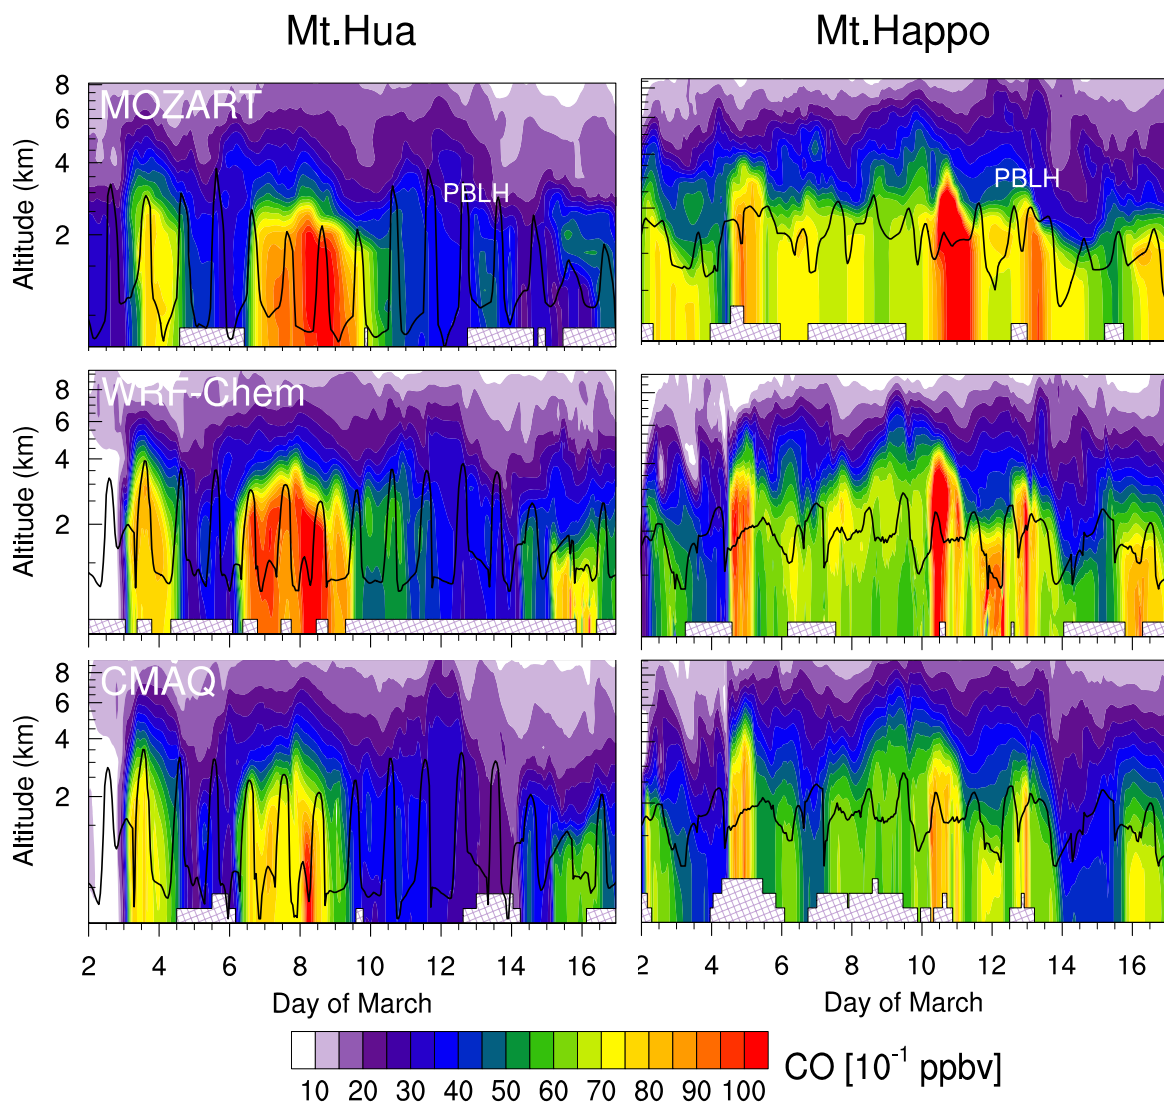 Mt.Hua
Mt.Happo
MOZART
8
6
4
2
Altitude (km)
PBLH
PBLH
WRF-Chem
8
6
4
2
Altitude (km)
CMAQ
8
6
4
2
Altitude (km)
2 4 6 8 10 12 14 16
2 4 6 8 10 12 14 16
Day of March
Day of March
10 20 30 40 50 60 70 80 90 100
CO [10⁻¹ ppbv]